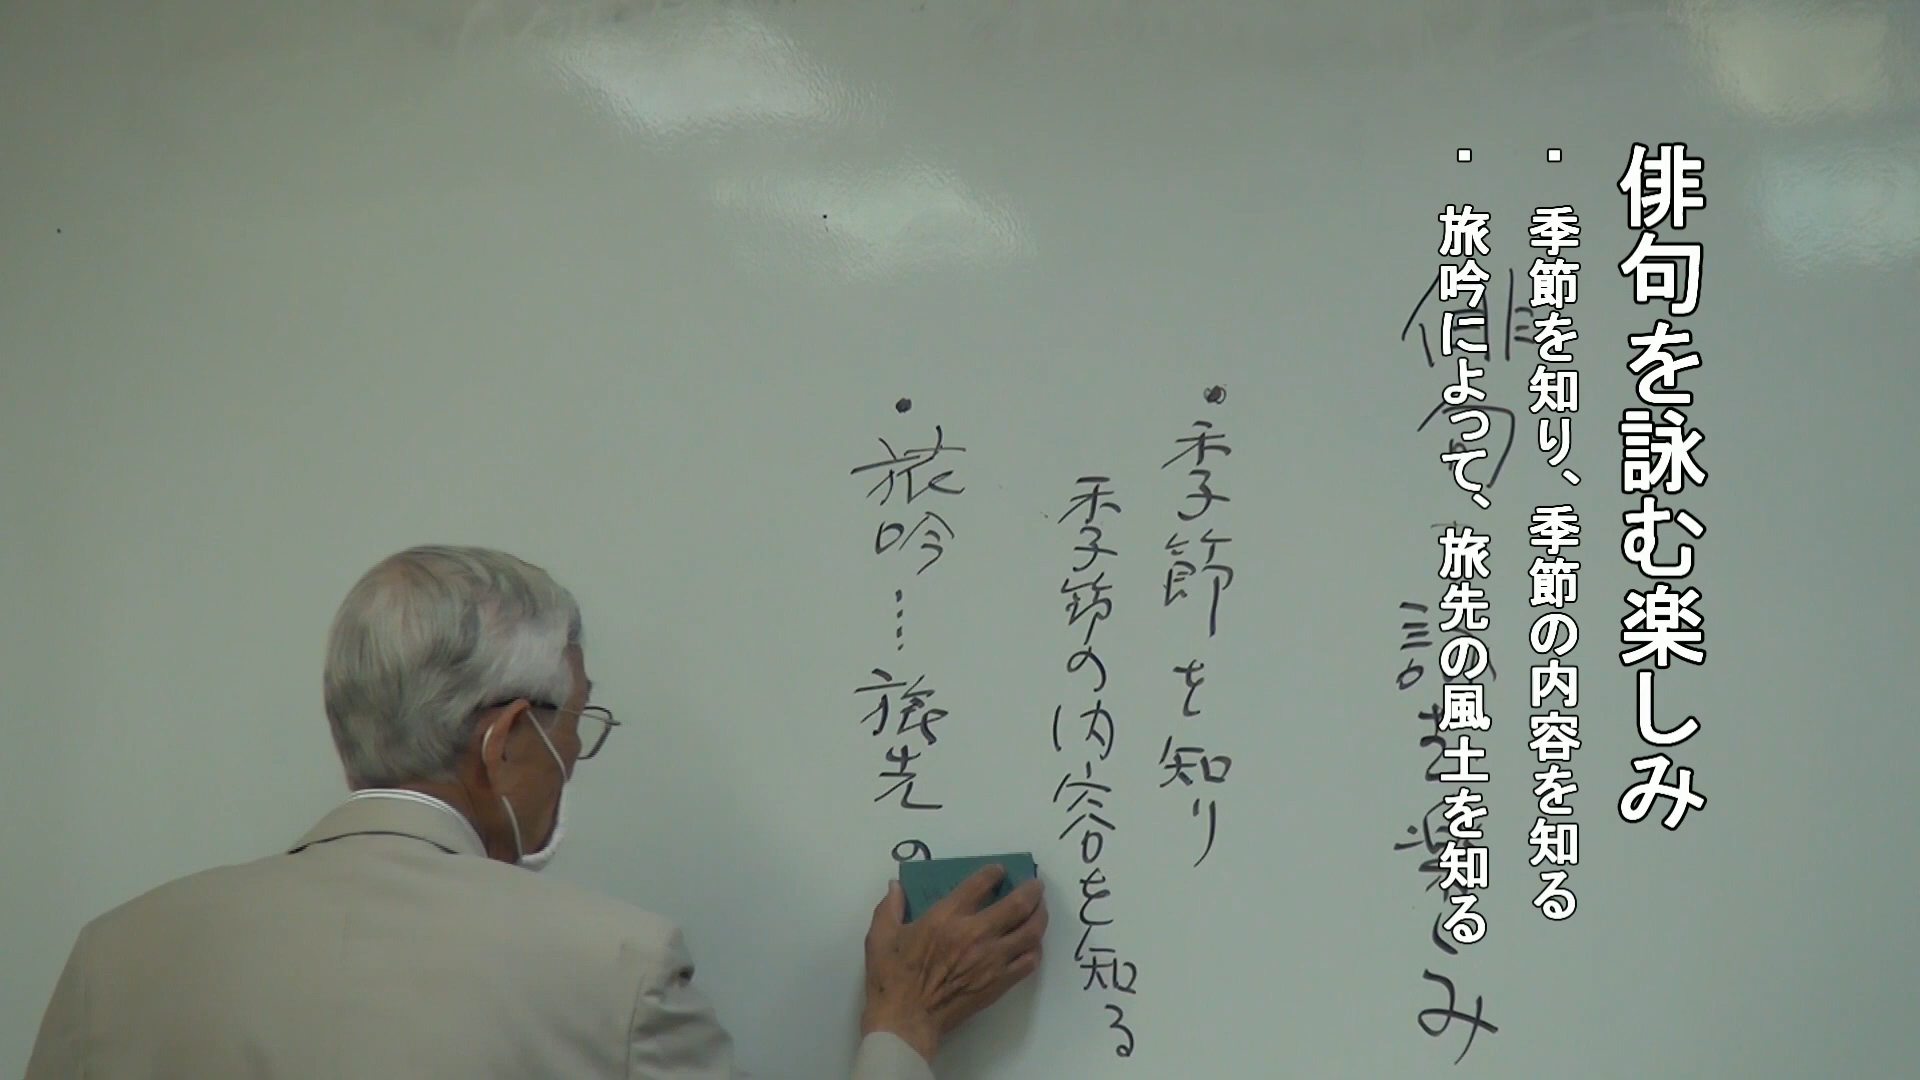 俳句を詠む楽しみ
▪ 季節を知り、季節の内容を知る
▪ 旅吟によって、旅先の風土を知る
俳句を詠む楽しみ
・季節を知り
季節の内容を知る
・旅吟…旅先の